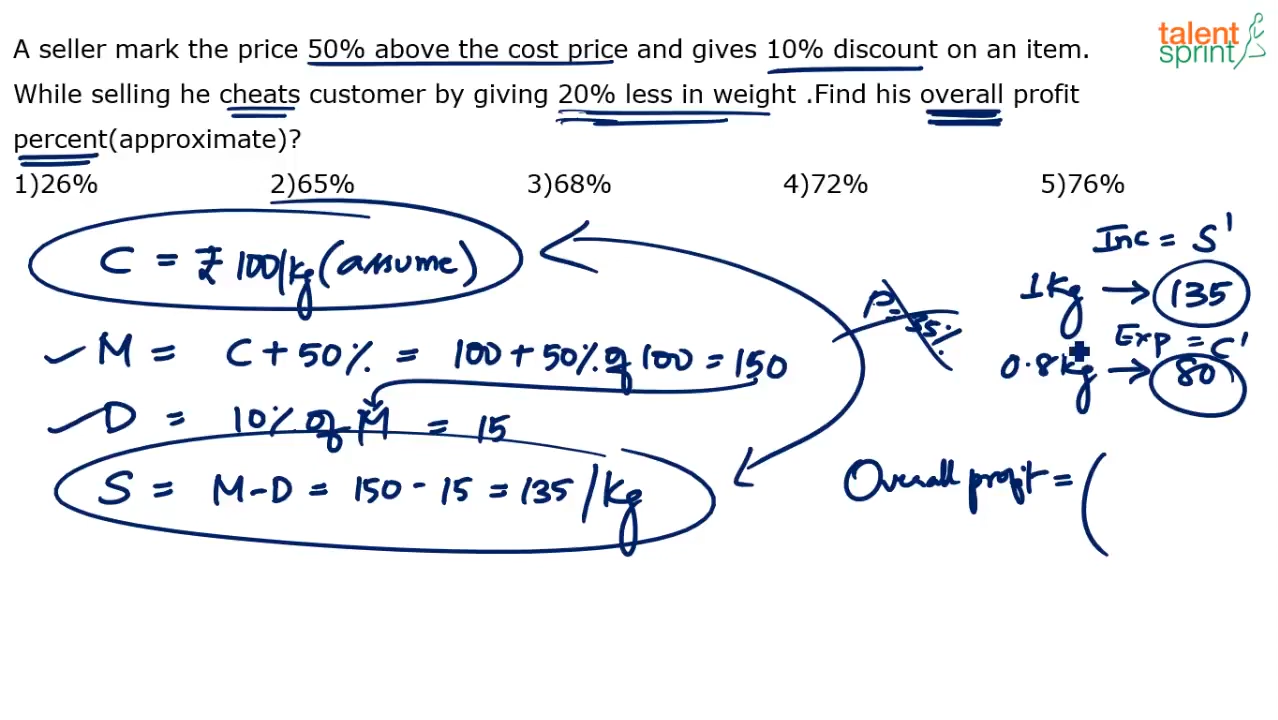 talent
sprint
A seller mark the price 50% above the cost price and gives 10% discount on an item.
While selling he cheats customer by giving 20% less in weight .Find his overall profit
percent(approximate)?
1)26% 2)65% 3)68% 4)72% 5)76%
C = ₹ 100/kg (assume)
M = C + 50% = 100 + 50% of 100 = 150
D = 10% of M = 15
S = M - D = 150 - 15 = 135 /kg
P = 35%
Inc = S'
1kg → 135
Exp = C'
0.8kg → 80
Overall profit = (